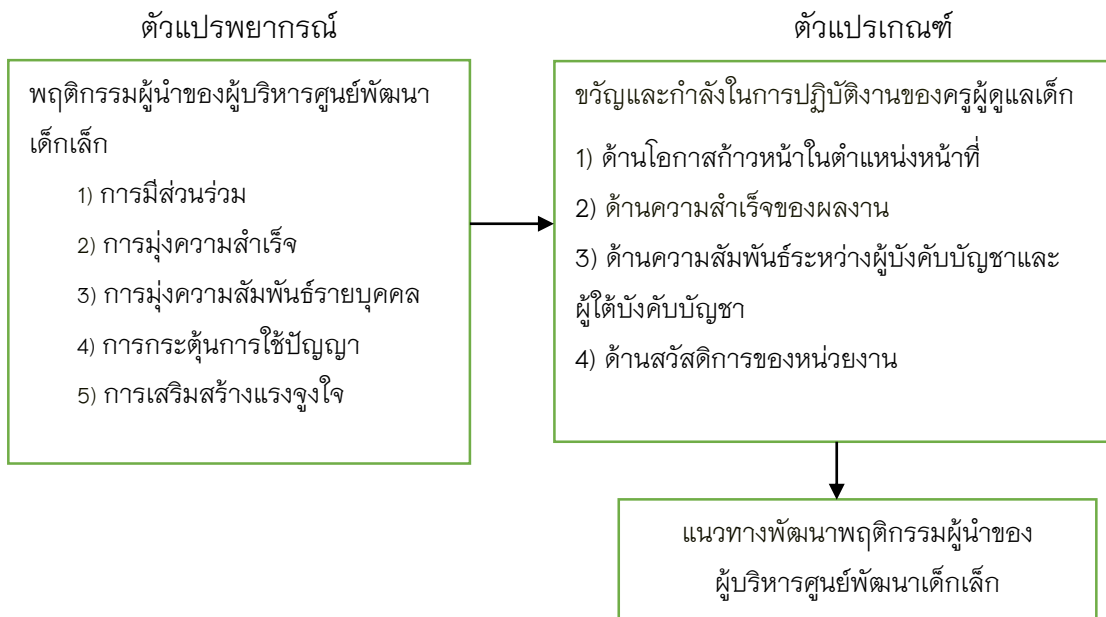 ตัวแปรพยากรณ์
พฤติกรรมผู้นำของผู้บริหารศูนย์พัฒนา
เด็กเล็ก
1) การมีส่วนร่วม
2) การมุ่งความสำเร็จ
3) การมุ่งความสัมพันธ์รายบุคคล
4) การกระตุ้นการใช้ปัญญา
5) การเสริมสร้างแรงจูงใจ
ตัวแปรเกณฑ์
ขวัญและกำลังในการปฏิบัติงานของครูผู้ดูแลเด็ก
1) ด้านโอกาสก้าวหน้าในตำแหน่งหน้าที่
2) ด้านความสำเร็จของผลงาน
3) ด้านความสัมพันธ์ระหว่างผู้บังคับบัญชาและ
ผู้ใต้บังคับบัญชา
4) ด้านสวัสดิการของหน่วยงาน
แนวทางพัฒนาพฤติกรรมผู้นำของ
ผู้บริหารศูนย์พัฒนาเด็กเล็ก